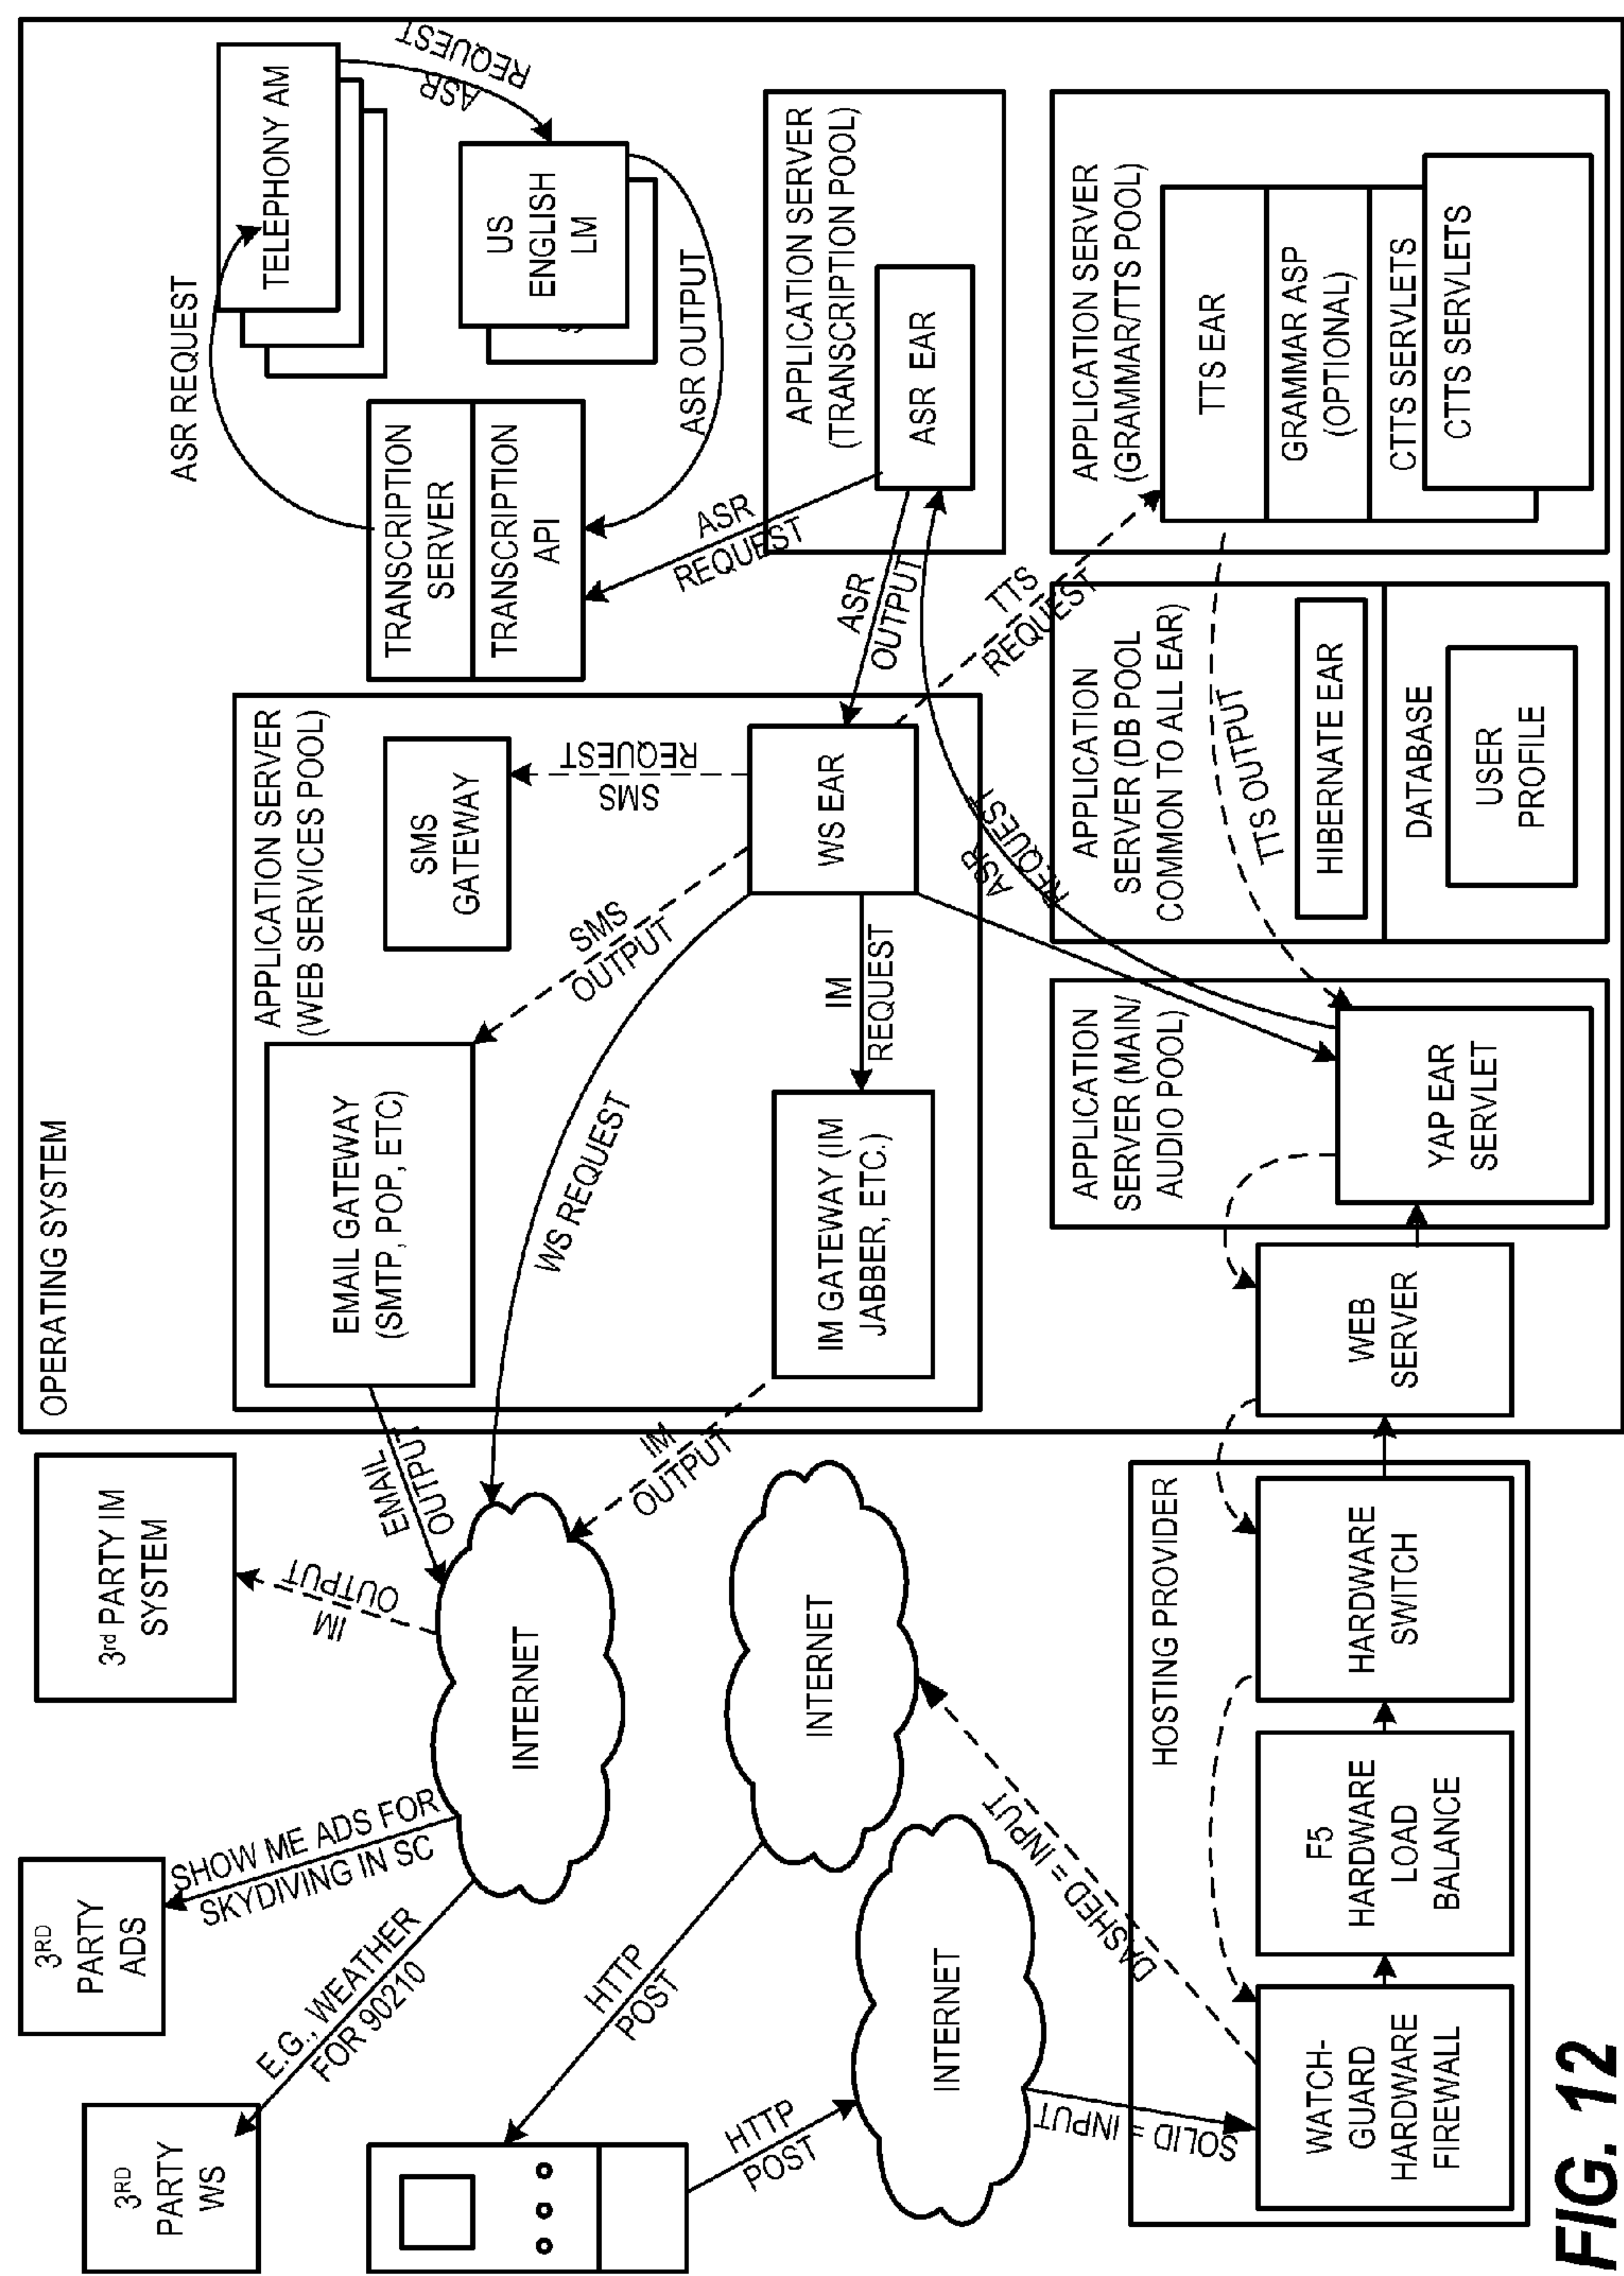 OPERATING SYSTEM
3RD
PARTY
WS
3RD
PARTY
ADS
3rd PARTY IM
SYSTEM
E.G., WEATHER
FOR 90210
SHOW ME ADS FOR
SKYDIVING IN SC
IM
OUTPUT
EMAIL
OUTPUT
INTERNET
APPLICATION SERVER
(WEB SERVICES POOL)
EMAIL GATEWAY
(SMTP, POP, ETC)
SMS
GATEWAY
SMS
OUTPUT
SMS
REQUEST
WS REQUEST
WS EAR
IM
REQUEST
IM GATEWAY (IM
JABBER, ETC.)
IM
OUTPUT
ASR REQUEST
TELEPHONY AM
ASR
REQUEST
US
ENGLISH
LM
S
ASR OUTPUT
TRANSCRIPTION
SERVER
TRANSCRIPTION
API
ASR
REQUEST
APPLICATION SERVER
(TRANSCRIPTION POOL)
ASR EAR
ASR
OUTPUT
ASR
REQUEST
TTS
REQUEST
HTTP
POST
INTERNET
HTTP
POST
INTERNET
SOLID = INPUT
DASHED = INPUT
HOSTING PROVIDER
WATCH-
GUARD
HARDWARE
FIREWALL
F5
HARDWARE
LOAD
BALANCE
HARDWARE
SWITCH
WEB
SERVER
APPLICATION
SERVER (MAIN/
AUDIO POOL)
YAP EAR
SERVLET
APPLICATION
SERVER (DB POOL
COMMON TO ALL EAR)
TTS OUTPUT
HIBERNATE EAR
DATABASE
USER
PROFILE
APPLICATION SERVER
(GRAMMAR/TTS POOL)
TTS EAR
GRAMMAR ASP
(OPTIONAL)
CTTS SERVLETS
CTTS SERVLETS
FIG. 12